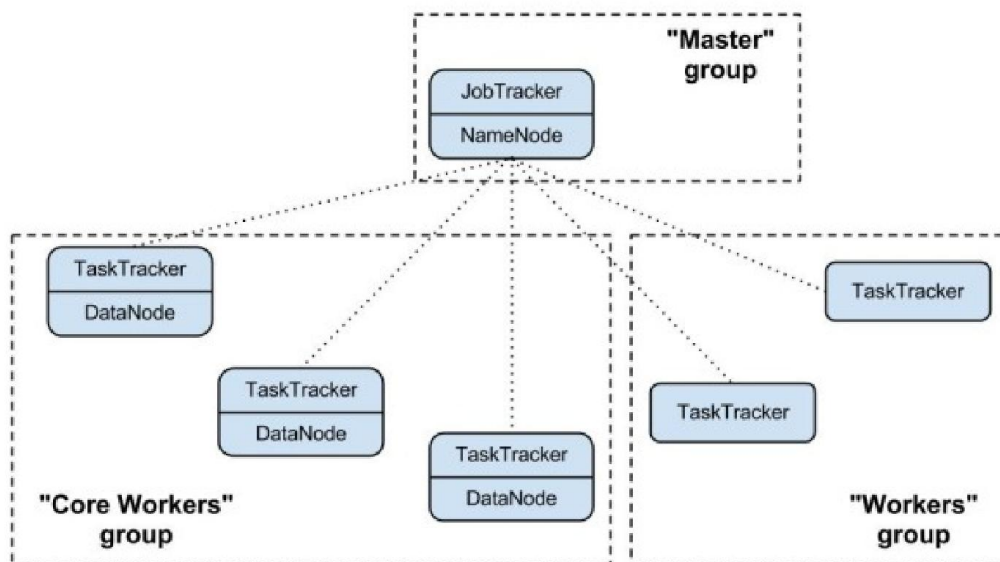 "Master"
group
JobTracker
NameNode
TaskTracker
DataNode
TaskTracker
DataNode
TaskTracker
DataNode
"Core Workers"
group
TaskTracker
TaskTracker
"Workers"
group